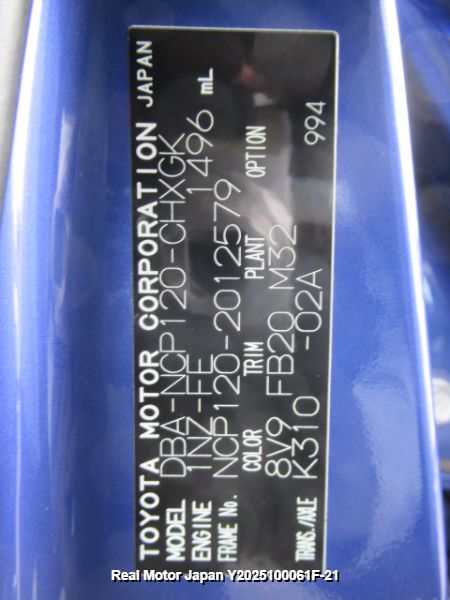 TOYOTA MOTOR CORPORATION JAPAN
MODEL DBA-NCP120-CHXGK
ENGINE 1NZ-FE 1496 mL
FRAME No. NCP120-2012579
COLOR TRIM PLANT OPTION
8V9 FB20 M32 994
TRANS./AXLE K310 -02A
Real Motor Japan Y2025100061F-21